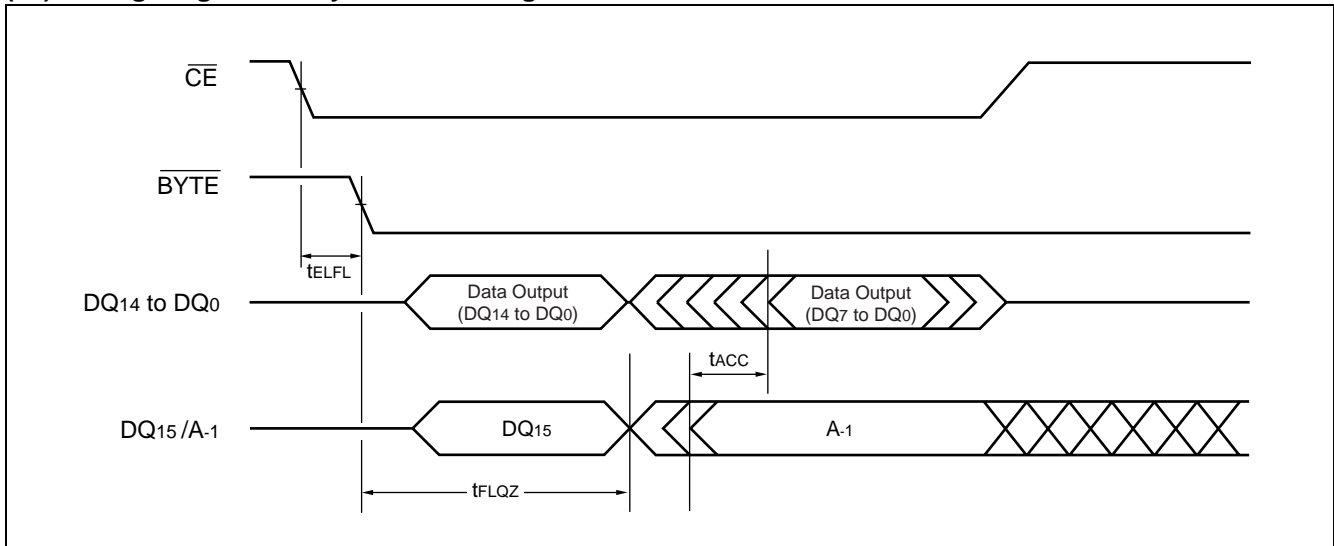 CE
BYTE
tELFL
DQ14 to DQ0
Data Output
(DQ14 to DQ0)
Data Output
(DQ7 to DQ0)
tACC
DQ15/A-1
DQ15
A-1
tFLQZ